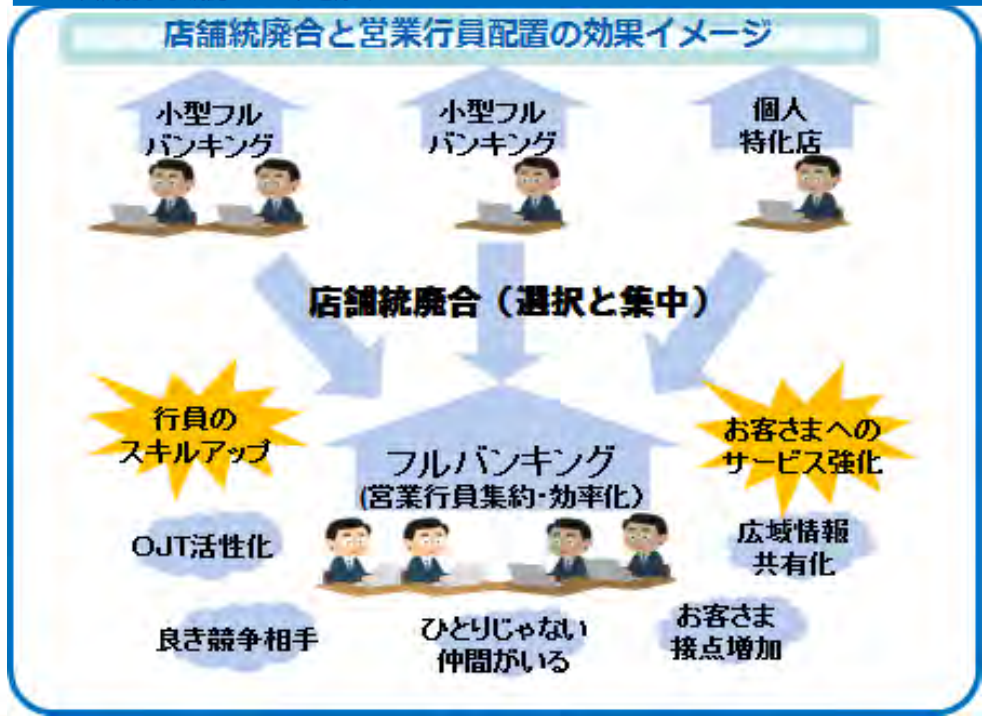 店舗統廃合と営業行員配置の効果イメージ
小型フル
バンキング
小型フル
バンキング
個人
特化店
店舗統廃合（選択と集中）
行員の
スキルアップ
お客さまへの
サービス強化
フルバンキング
(営業行員集約・効率化)
OJT活性化
広域情報
共有化
良き競争相手
ひとりじゃない
仲間がいる
お客さま
接点増加